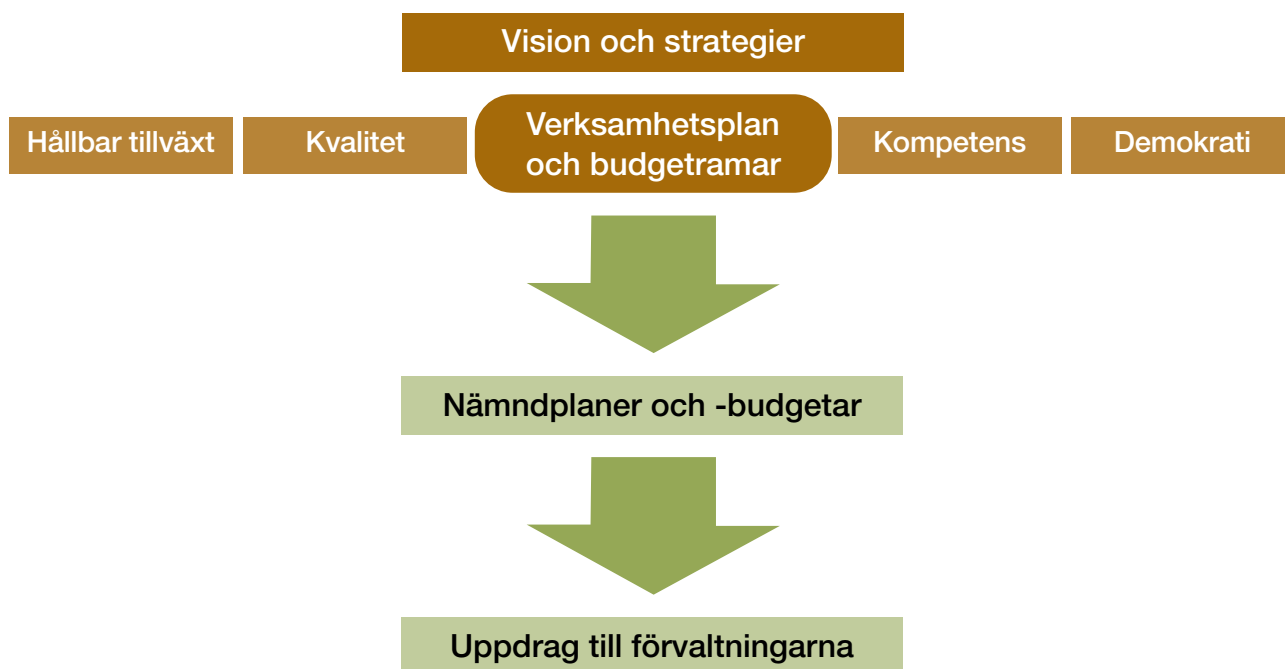 Vision och strategier
Hållbar tillväxt
Kvalitet
Verksamhetsplan
och budgetramar
Kompetens
Demokrati
Nämndplaner och -budgetar
Uppdrag till förvaltningarna